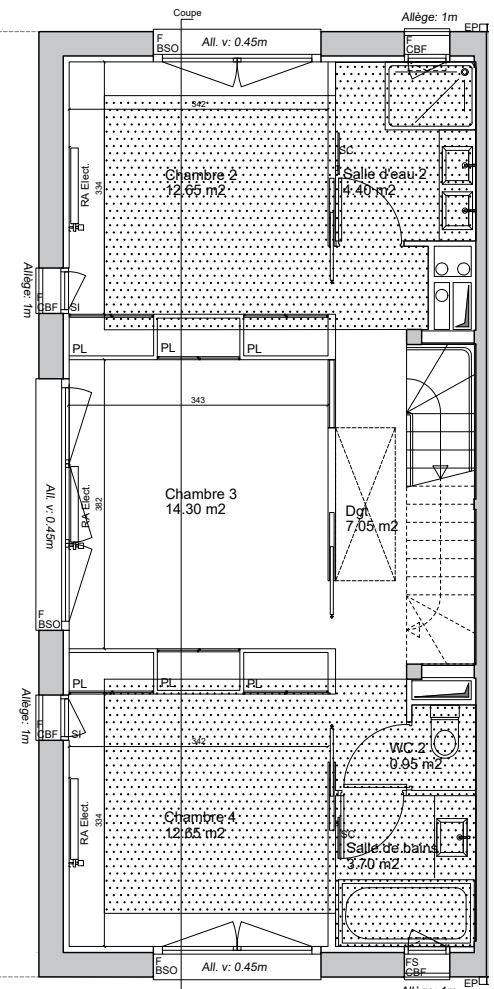 Coupe
Allège: 1m
EP
F
BSO
All. v: 0.45m
F
CBF
342
SC
Chambre 2
12.65 m2
Salle d'eau 2
4.40 m2
RA Elect.
334
Allège: 1m
F
CBF
SI
PL
PL
PL
343
Chambre 3
14.30 m2
RA Elect.
382
All. v: 0.45m
Dgt
7.05 m2
F
BSO
PL
PL
PL
Allège: 1m
F
CBF
SI
342
WC 2
0.95 m2
RA Elect.
334
Chambre 4
12.65 m2
SC
Salle de bains
3.70 m2
F
BSO
All. v: 0.45m
FS
CBF
EP
Allège: 1m